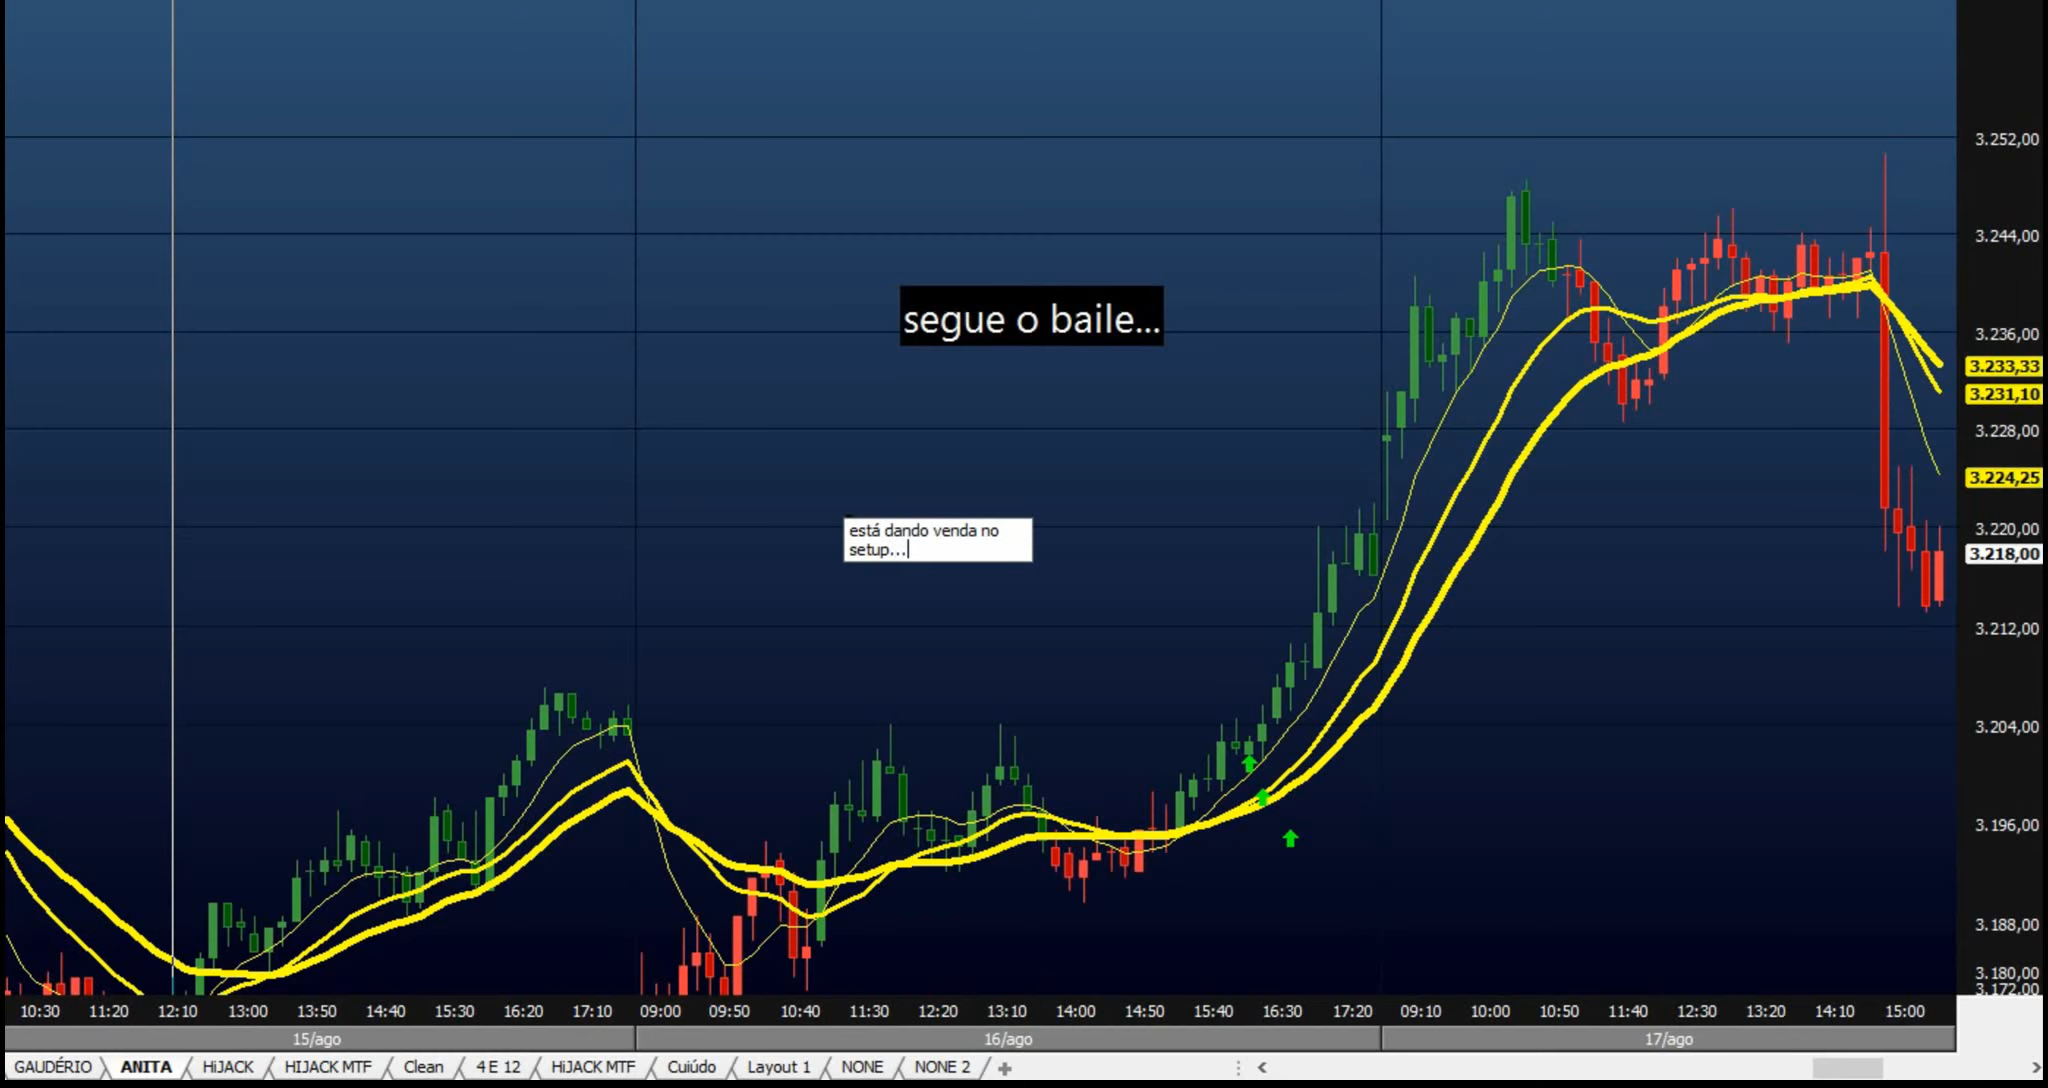 3.252,00
3.244,00
segue o baile...
3.236,00
3.233,33
3.231,10
3.228,00
3.224,25
está dando venda no
setup...
3.220,00
3.218,00
3.212,00
3.204,00
3.196,00
3.188,00
3.180,00
3.172,00
10:30 11:20 12:10 13:00 13:50 14:40 15:30 16:20 17:10 09:00 09:50 10:40 11:30 12:20 13:10 14:00 14:50 15:40 16:30 17:20 09:10 10:00 10:50 11:40 12:30 13:20 14:10 15:00
15/ago 16/ago 17/ago
GAUDÉRIO ANITA HiJACK HIJACK MTF Clean 4 E 12 HiJACK MTF Cuiúdo Layout 1 NONE NONE 2